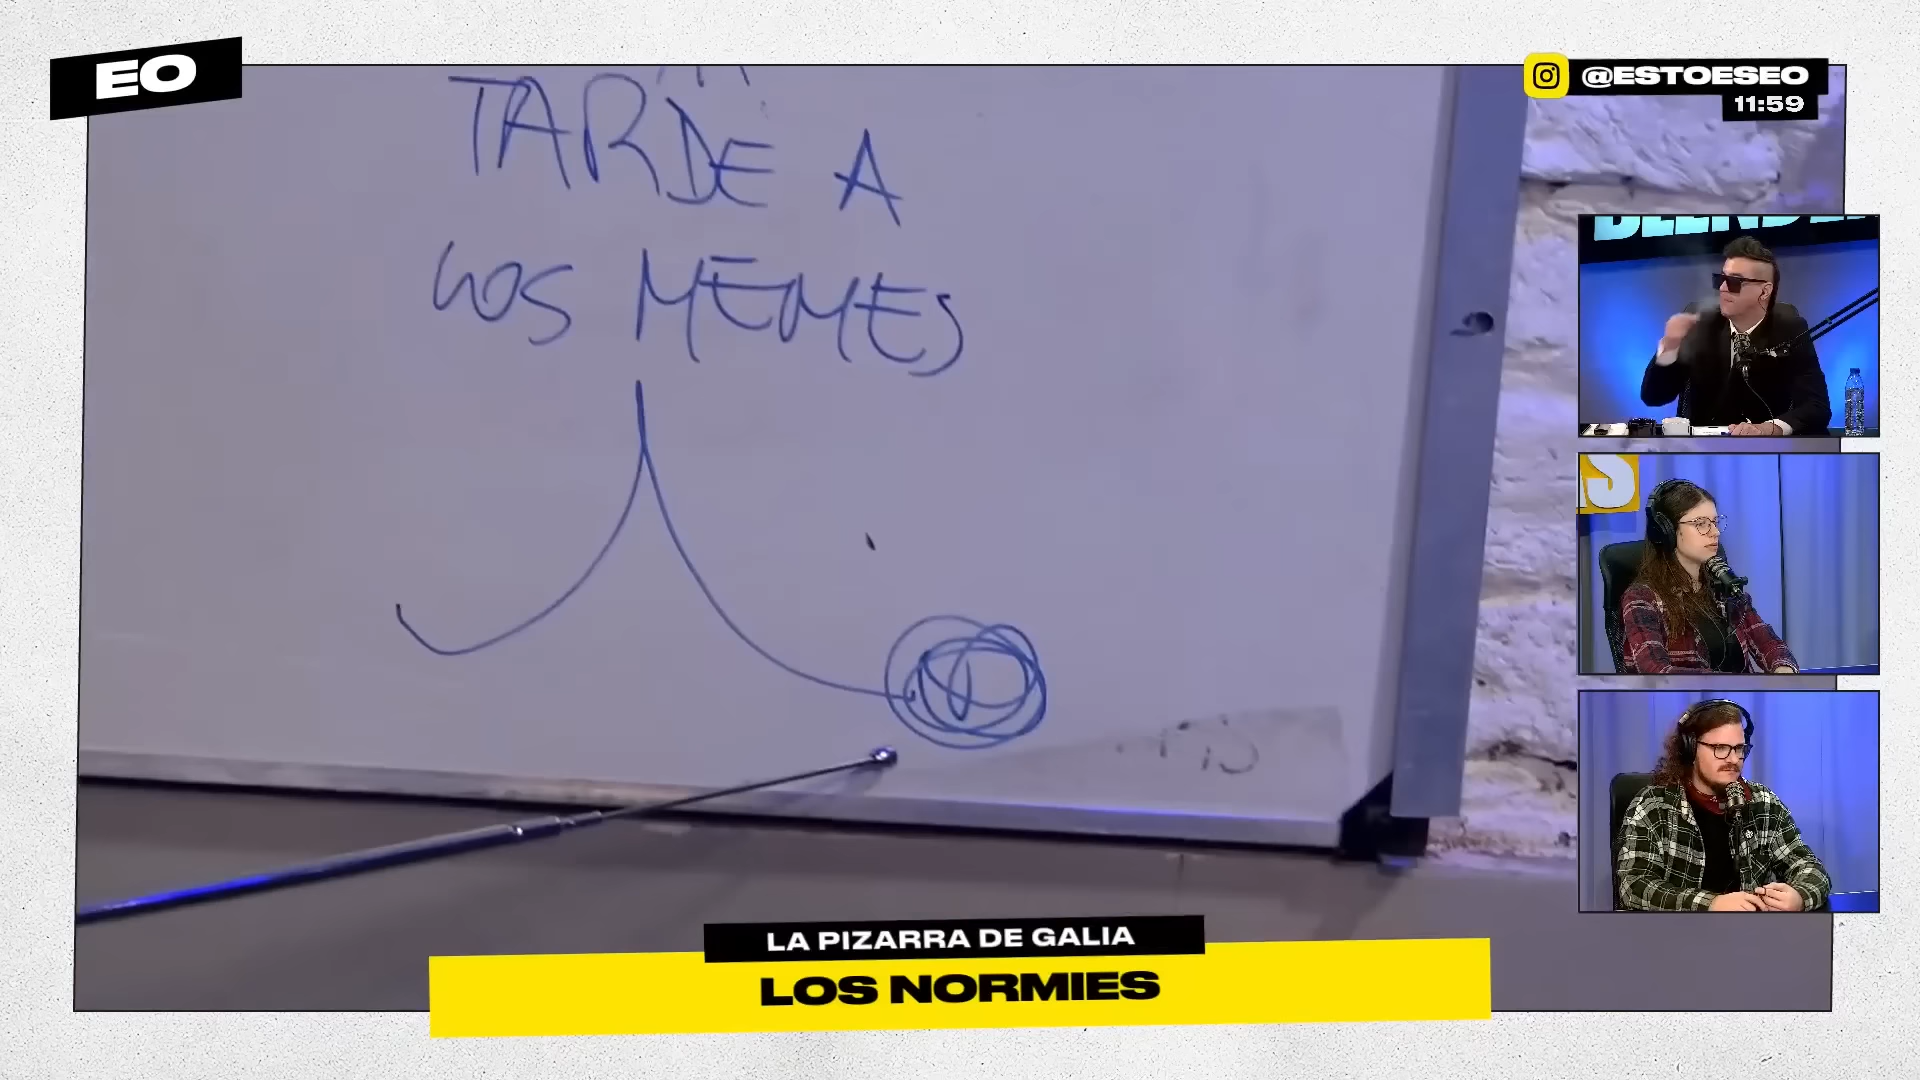 EO
@ESTOESEO
11:59
TARDE A
LOS MEMES
LA PIZARRA DE GALIA
LOS NORMIES